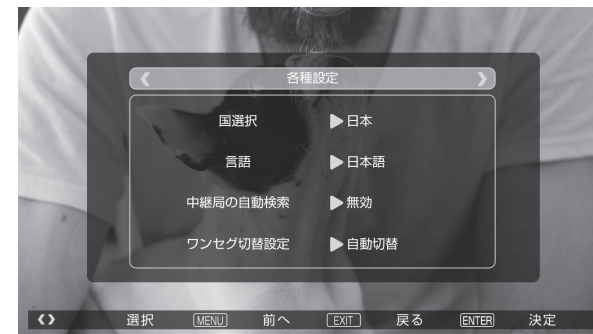 各種設定
国選択 ▶日本
言語 ▶日本語
中継局の自動検索 ▶無効
ワンセグ切替設定 ▶自動切替
選択 MENU 前へ EXIT 戻る ENTER 決定